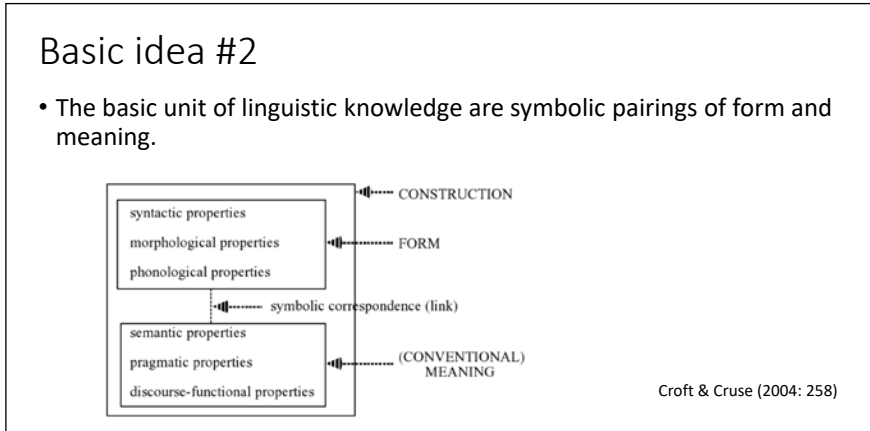 Basic idea #2
• The basic unit of linguistic knowledge are symbolic pairings of form and
meaning.
CONSTRUCTION
syntactic properties
morphological properties
FORM
phonological properties
symbolic correspondence (link)
semantic properties
pragmatic properties
(CONVENTIONAL)
MEANING
discourse-functional properties
Croft & Cruse (2004: 258)